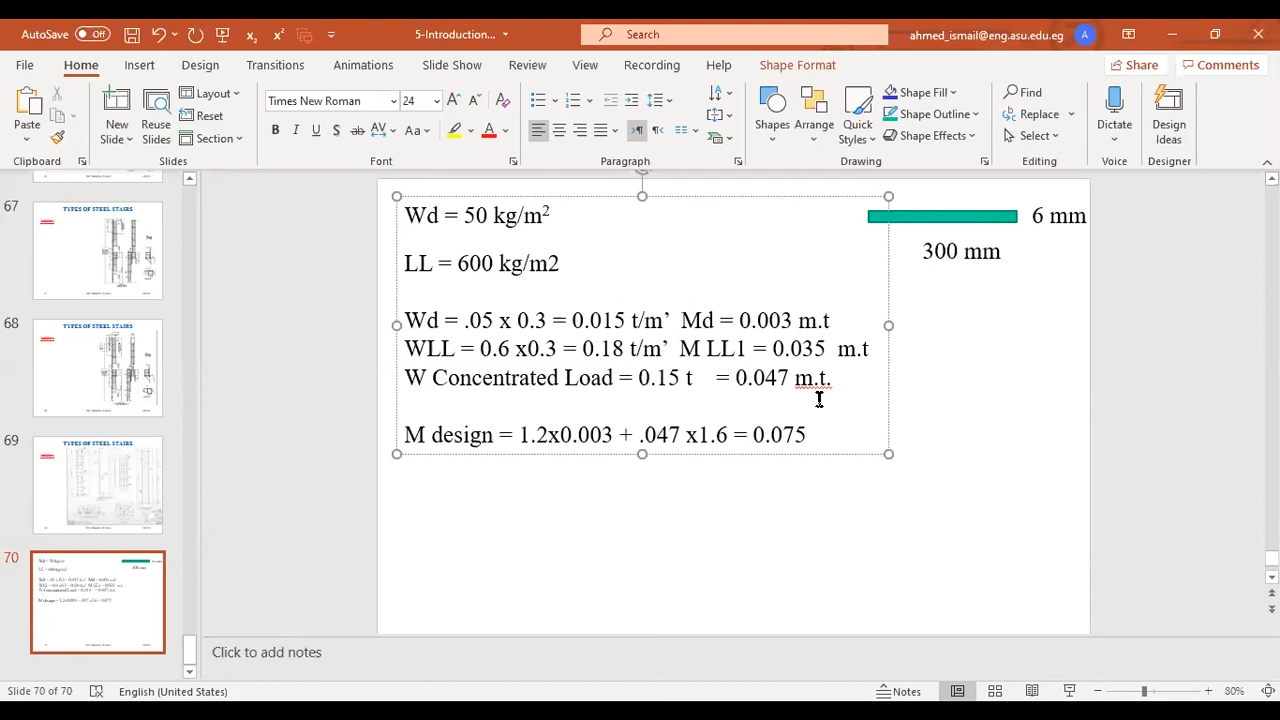 AutoSave Off
5-Introduction...
Search
ahmed_ismail@eng.asu.edu.eg A
File Home Insert Design Transitions Animations Slide Show Review View Recording Help Shape Format
Share Comments
Paste
Clipboard
New Slide
Reuse Slides
Layout
Reset
Section
Slides
Times New Roman 24
Font
Paragraph
Shapes Arrange Quick Styles
Shape Fill
Shape Outline
Shape Effects
Drawing
Find
Replace
Select
Editing
Dictate
Voice
Design Ideas
Designer
67
TYPES OF STEEL STAIRS
68
TYPES OF STEEL STAIRS
69
TYPES OF STEEL STAIRS
70
Wd = 50 kg/m²
6 mm
300 mm
LL = 600 kg/m2
Wd = .05 x 0.3 = 0.015 t/m’ Md = 0.003 m.t
WLL = 0.6 x0.3 = 0.18 t/m’ M LL1 = 0.035 m.t
W Concentrated Load = 0.15 t = 0.047 m.t.
M design = 1.2x0.003 + .047 x1.6 = 0.075
Click to add notes
Slide 70 of 70 English (United States) Notes 80%